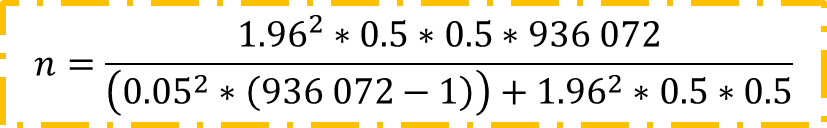 n = 1.96² * 0.5 * 0.5 * 936 072 / (0.05² * (936 072 − 1)) + 1.96² * 0.5 * 0.5